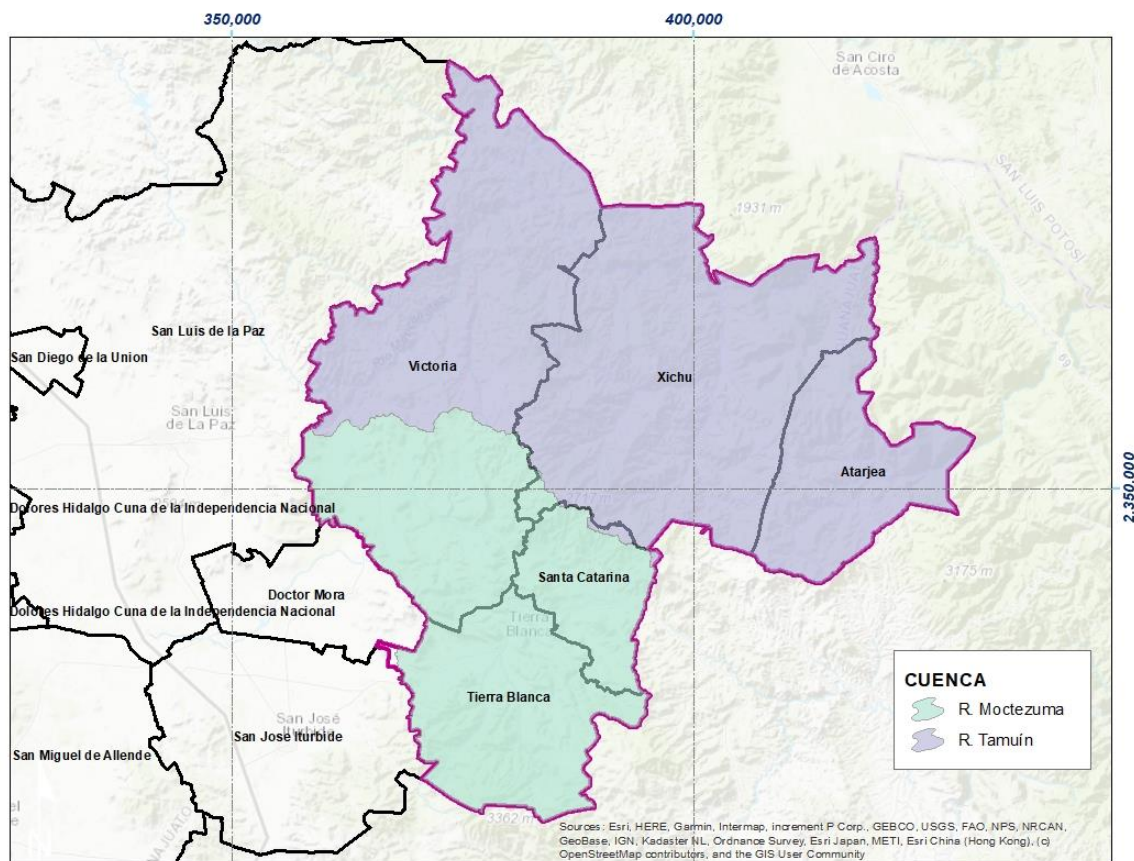 350,000
400,000
San Ciro
de Acosta
SAN LUIS POTOSÍ
1931 m
San Luis de la Paz
San Diego de la Union
Victoria
Xichu
San Luis
de La Paz
Atarjea
2,350,000
Dolores Hidalgo Cuna de la Independencia Nacional
Santa Catarina
3175 m
Doctor Mora
Dolores Hidalgo Cuna de la Independencia Nacional
Tierra
Blanca
CUENCA
Tierra Blanca
R. Moctezuma
San José
Iturbide
San Jose Iturbide
R. Tamuín
San Miguel de Allende
3362 m
Sources: Esri, HERE, Garmin, Intermap, increment P Corp., GEBCO, USGS, FAO, NPS, NRCAN,
GeoBase, IGN, Kadaster NL, Ordnance Survey, Esri Japan, METI, Esri China (Hong Kong), (c)
OpenStreetMap contributors, and the GIS User Community